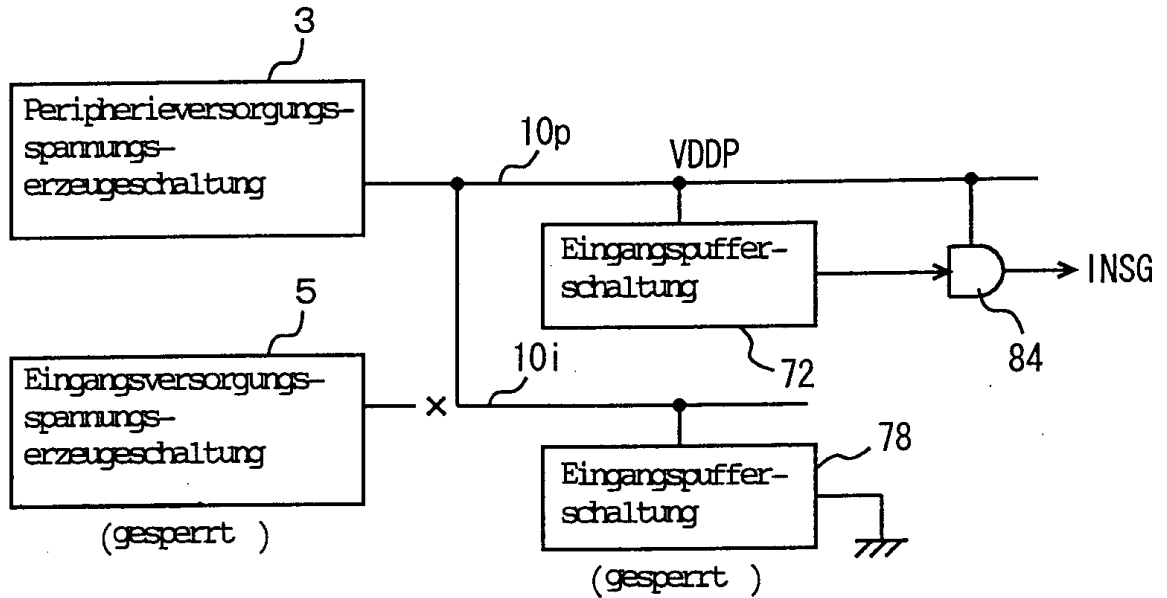 3
Peripherieversorgungs-
spannungs-
erzeugeschaltung
10p
VDDP
Eingangspuffer-
schaltung
INSG
84
72
5
Eingangsversorgungs-
spannungs-
erzeugeschaltung
(gesperrt )
10i
78
Eingangspuffer-
schaltung
(gesperrt )